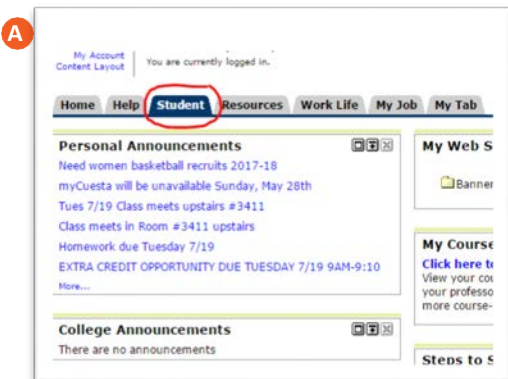 A
My Account
Content Layout
You are currently logged in.
Home Help Student Resources Work Life My Job My Tab
Personal Announcements
Need women basketball recruits 2017-18
myCuesta will be unavailable Sunday, May 28th
Tues 7/19 Class meets upstairs #3411
Class meets in Room #3411 upstairs
Homework due Tuesday 7/19
EXTRA CREDIT OPPORTUNITY DUE TUESDAY 7/19 9AM-9:10
More...
College Announcements
There are no announcements
My Web S
Banner
My Course
Click here to
View your cou
your professo
more course-
Steps to S